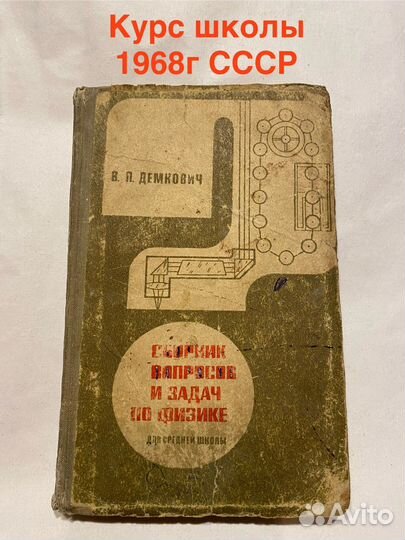 Курс школы
1968г СССР
В. П. ДЕМКОВИЧ
СБОРНИК
ВОПРОСОВ
И ЗАДАЧ
ПО ФИЗИКЕ
ДЛЯ СРЕДНЕЙ ШКОЛЫ
Avito